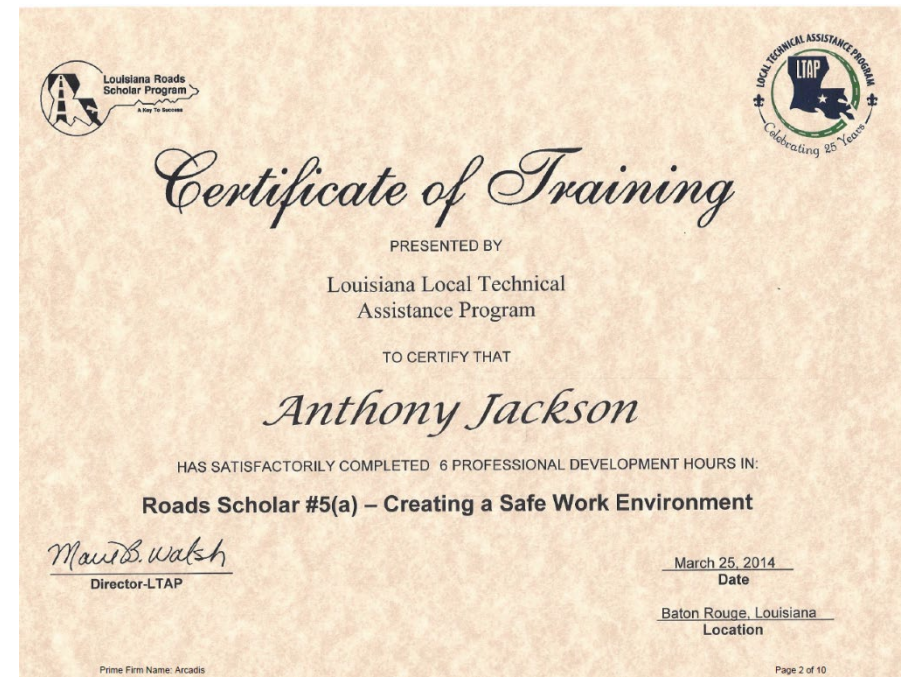 Louisiana Roads
Scholar Program
A Key To Success
LOCAL TECHNICAL ASSISTANCE PROGRAM
LTAP
Celebrating 25 Years
Certificate of Training
PRESENTED BY
Louisiana Local Technical
Assistance Program
TO CERTIFY THAT
Anthony Jackson
HAS SATISFACTORILY COMPLETED 6 PROFESSIONAL DEVELOPMENT HOURS IN:
Roads Scholar #5(a) – Creating a Safe Work Environment
Marie B. Walsh
Director-LTAP
March 25, 2014
Date
Baton Rouge, Louisiana
Location
Prime Firm Name: Arcadis
Page 2 of 10